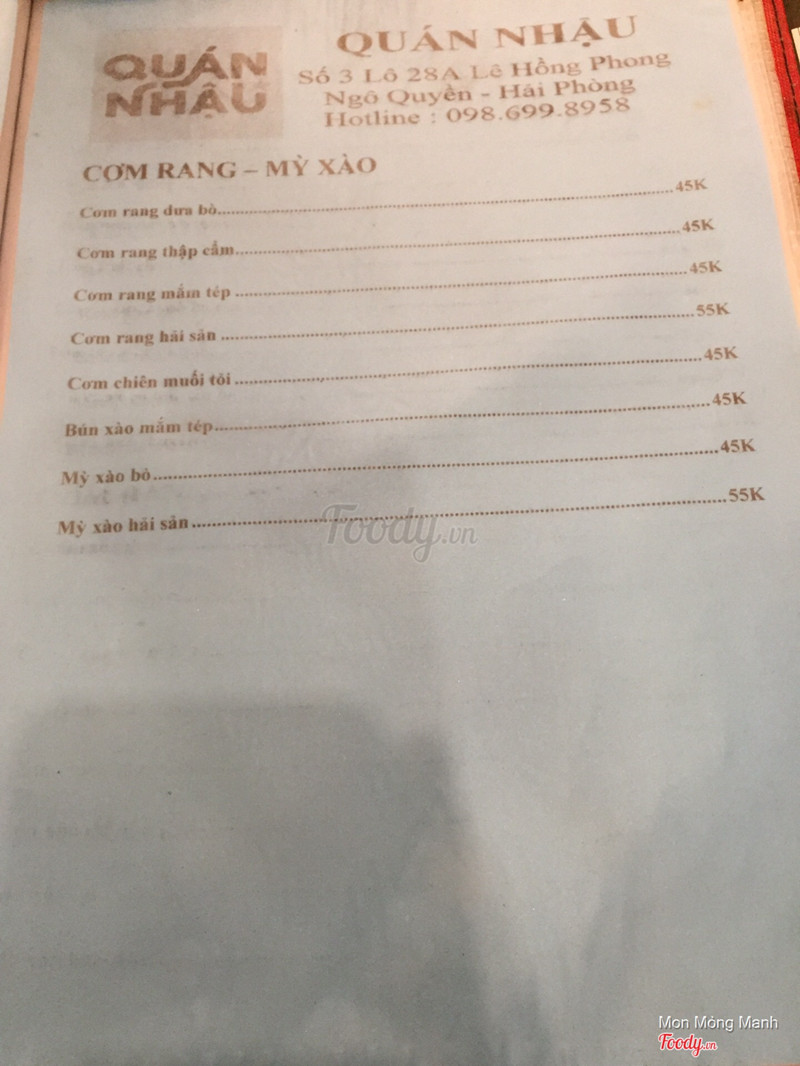 QUÁN
NHẬU
QUÁN NHẬU
Số 3 Lô 28A Lê Hồng Phong
Ngô Quyền - Hải Phòng
Hotline : 098.699.8958
CƠM RANG – MỲ XÀO
Cơm rang dưa bò..........45K
Cơm rang thập cẩm..........45K
Cơm rang mắm tép..........45K
Cơm rang hải sản..........55K
Cơm chiên muối tỏi..........45K
Bún xào mắm tép..........45K
Mỳ xào bò..........45K
Mỳ xào hải sản..........55K
Foody.vn
Mon Mỏng Manh
Foody.vn